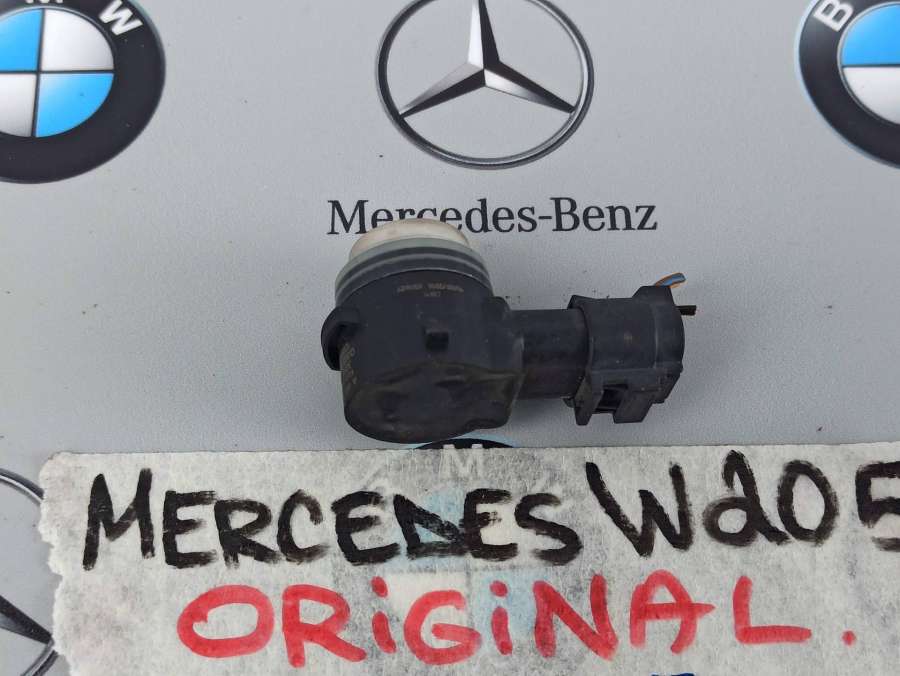 M W
B
Mercedes-Benz
M
MERCEDES W205
ORiGiNAL.